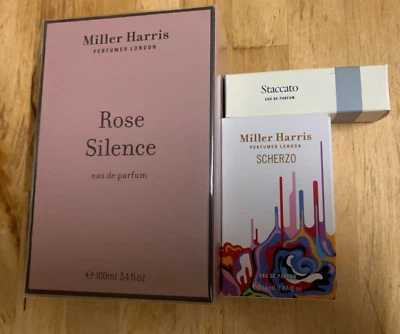 Miller Harris
PERFUMER LONDON
Rose
Silence
eau de parfum
e 100ml 3.4 fl.oz
Staccato
EAU DE PARFUM
Miller Harris
PERFUMER LONDON
SCHERZO
EAU DE PARFUM